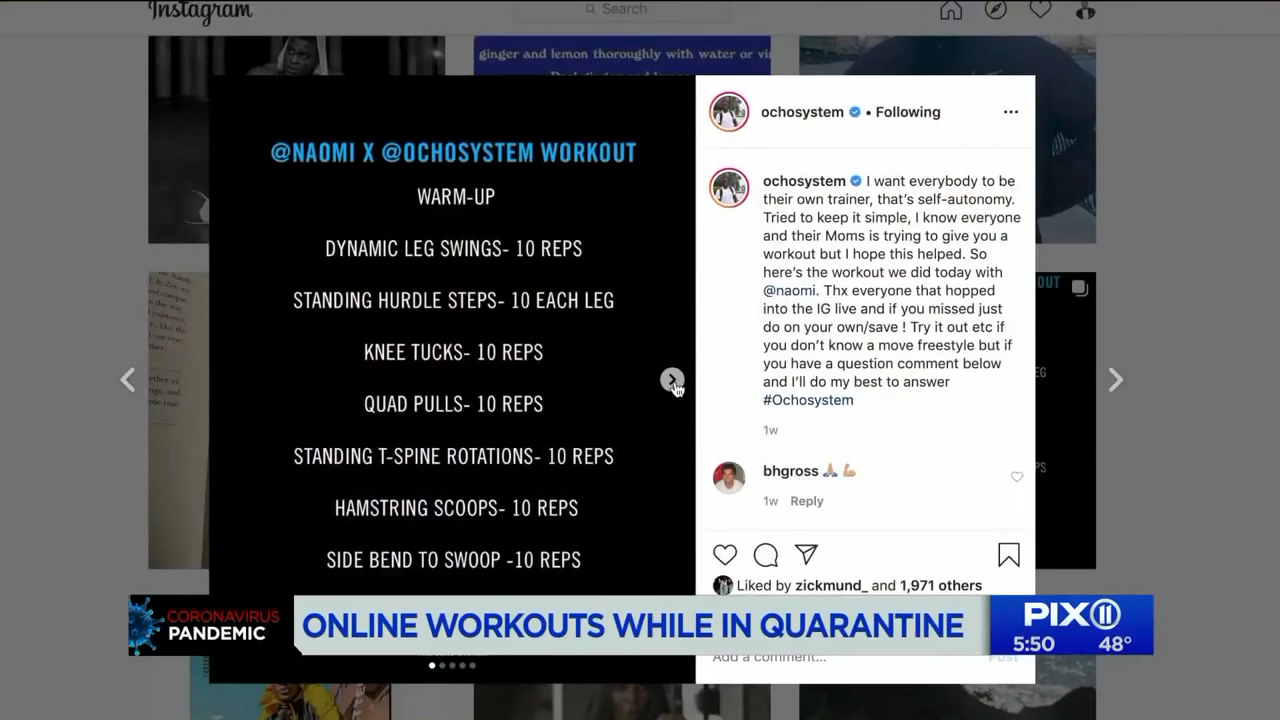 Instagram
Search
ginger and lemon thoroughly with water or
@NAOMI X @OCHOSYSTEM WORKOUT
WARM-UP
DYNAMIC LEG SWINGS- 10 REPS
STANDING HURDLE STEPS- 10 EACH LEG
KNEE TUCKS- 10 REPS
QUAD PULLS- 10 REPS
STANDING T-SPINE ROTATIONS- 10 REPS
HAMSTRING SCOOPS- 10 REPS
SIDE BEND TO SWOOP -10 REPS
ochosystem • Following
ochosystem I want everybody to be
their own trainer, that's self-autonomy.
Tried to keep it simple, I know everyone
and their Moms is trying to give you a
workout but I hope this helped. So
here's the workout we did today with
@naomi. Thx everyone that hopped
into the IG live and if you missed just
do on your own/save ! Try it out etc if
you don't know a move freestyle but if
you have a question comment below
and I'll do my best to answer
#Ochosystem
1w
bhgross 🙏🏼 💪🏼
1w Reply
Liked by zickmund_ and 1,971 others
Add a comment...
Post
OUT
EG
PS
CORONAVIRUS
PANDEMIC
ONLINE WORKOUTS WHILE IN QUARANTINE
PIX11
5:50 48°